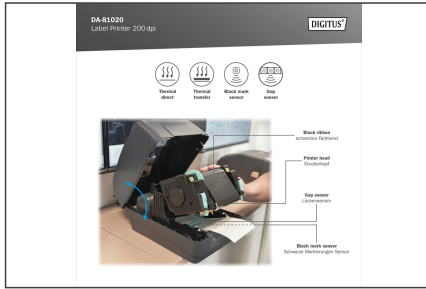 DA-81020
Label Printer 200 dpi
DIGITUS®
Thermal
direct
Thermal
transfer
Black mark
sensor
Gap
sensor
Black ribbon
schwarzes Farbband
Printer head
Druckerkopf
Gap sensor
Lückensensor
Black mark sensor
Schwarze Markierungen Sensor